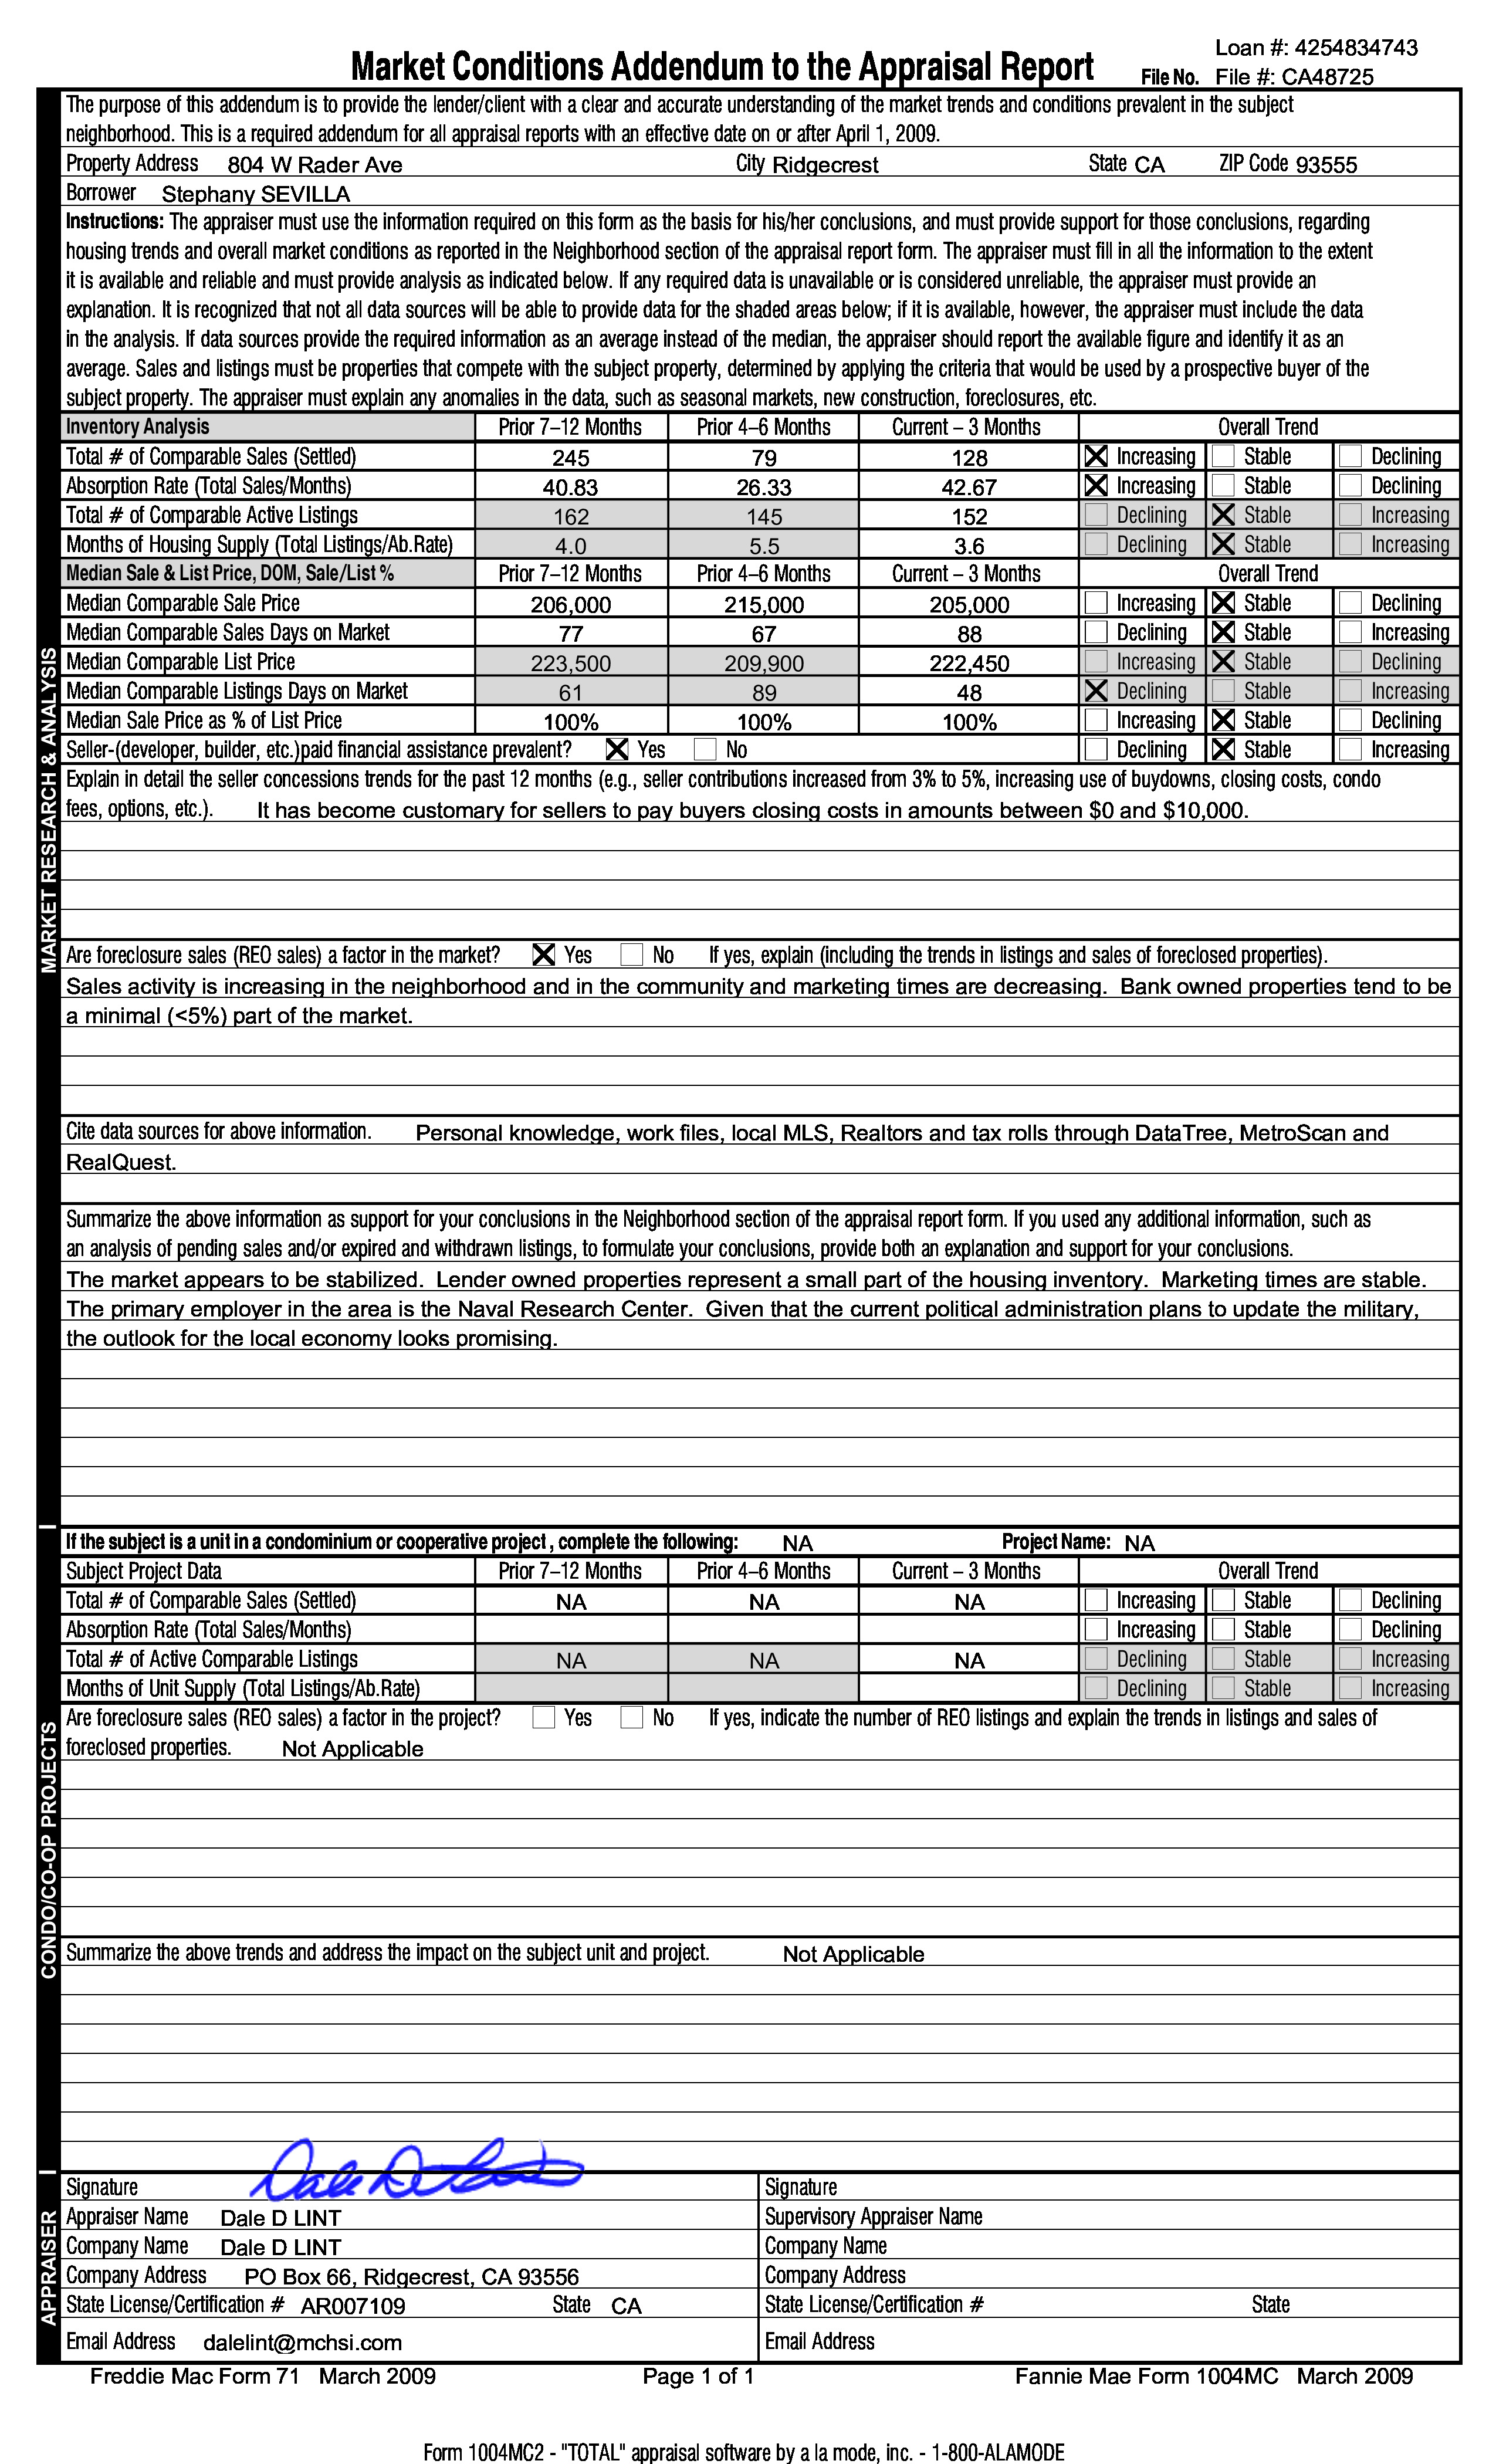 Loan #: 4254834743
Market Conditions Addendum to the Appraisal Report File No. File #: CA48725
The purpose of this addendum is to provide the lender/client with a clear and accurate understanding of the market trends and conditions prevalent in the subject
neighborhood. This is a required addendum for all appraisal reports with an effective date on or after April 1, 2009.
Property Address 804 W Rader Ave City Ridgecrest State CA ZIP Code 93555
Borrower Stephany SEVILLA
Instructions: The appraiser must use the information required on this form as the basis for his/her conclusions, and must provide support for those conclusions, regarding
housing trends and overall market conditions as reported in the Neighborhood section of the appraisal report form. The appraiser must fill in all the information to the extent
it is available and reliable and must provide analysis as indicated below. If any required data is unavailable or is considered unreliable, the appraiser must provide an
explanation. It is recognized that not all data sources will be able to provide data for the shaded areas below; if it is available, however, the appraiser must include the data
in the analysis. If data sources provide the required information as an average instead of the median, the appraiser should report the available figure and identify it as an
average. Sales and listings must be properties that compete with the subject property, determined by applying the criteria that would be used by a prospective buyer of the
subject property. The appraiser must explain any anomalies in the data, such as seasonal markets, new construction, foreclosures, etc.
Inventory Analysis Prior 7–12 Months Prior 4–6 Months Current – 3 Months Overall Trend
Total # of Comparable Sales (Settled) 245 79 128 X Increasing Stable Declining
Absorption Rate (Total Sales/Months) 40.83 26.33 42.67 X Increasing Stable Declining
Total # of Comparable Active Listings 162 145 152 Declining X Stable Increasing
Months of Housing Supply (Total Listings/Ab.Rate) 4.0 5.5 3.6 Declining X Stable Increasing
Median Sale & List Price, DOM, Sale/List % Prior 7–12 Months Prior 4–6 Months Current – 3 Months Overall Trend
Median Comparable Sale Price 206,000 215,000 205,000 Increasing X Stable Declining
Median Comparable Sales Days on Market 77 67 88 Declining X Stable Increasing
Median Comparable List Price 223,500 209,900 222,450 Increasing X Stable Declining
Median Comparable Listings Days on Market 61 89 48 X Declining Stable Increasing
Median Sale Price as % of List Price 100% 100% 100% Increasing X Stable Declining
Seller-(developer, builder, etc.)paid financial assistance prevalent? X Yes No Declining X Stable Increasing
Explain in detail the seller concessions trends for the past 12 months (e.g., seller contributions increased from 3% to 5%, increasing use of buydowns, closing costs, condo
fees, options, etc.). It has become customary for sellers to pay buyers closing costs in amounts between $0 and $10,000.
Are foreclosure sales (REO sales) a factor in the market? X Yes No If yes, explain (including the trends in listings and sales of foreclosed properties).
Sales activity is increasing in the neighborhood and in the community and marketing times are decreasing. Bank owned properties tend to be
a minimal (<5%) part of the market.
Cite data sources for above information. Personal knowledge, work files, local MLS, Realtors and tax rolls through DataTree, MetroScan and
RealQuest.
Summarize the above information as support for your conclusions in the Neighborhood section of the appraisal report form. If you used any additional information, such as
an analysis of pending sales and/or expired and withdrawn listings, to formulate your conclusions, provide both an explanation and support for your conclusions.
The market appears to be stabilized. Lender owned properties represent a small part of the housing inventory. Marketing times are stable.
The primary employer in the area is the Naval Research Center. Given that the current political administration plans to update the military,
the outlook for the local economy looks promising.
MARKET RESEARCH & ANALYSIS
If the subject is a unit in a condominium or cooperative project , complete the following: NA Project Name: NA
Subject Project Data Prior 7–12 Months Prior 4–6 Months Current – 3 Months Overall Trend
Total # of Comparable Sales (Settled) NA NA NA Increasing Stable Declining
Absorption Rate (Total Sales/Months) Increasing Stable Declining
Total # of Active Comparable Listings NA NA NA Declining Stable Increasing
Months of Unit Supply (Total Listings/Ab.Rate) Declining Stable Increasing
Are foreclosure sales (REO sales) a factor in the project? Yes No If yes, indicate the number of REO listings and explain the trends in listings and sales of
foreclosed properties. Not Applicable
Summarize the above trends and address the impact on the subject unit and project. Not Applicable
CONDO/CO-OP PROJECTS
Signature Dale D Lint Signature
Appraiser Name Dale D LINT Supervisory Appraiser Name
Company Name Dale D LINT Company Name
Company Address PO Box 66, Ridgecrest, CA 93556 Company Address
State License/Certification # AR007109 State CA State License/Certification # State
Email Address dalelint@mchsi.com Email Address
APPRAISER
Freddie Mac Form 71 March 2009 Page 1 of 1 Fannie Mae Form 1004MC March 2009
Form 1004MC2 - "TOTAL" appraisal software by a la mode, inc. - 1-800-ALAMODE